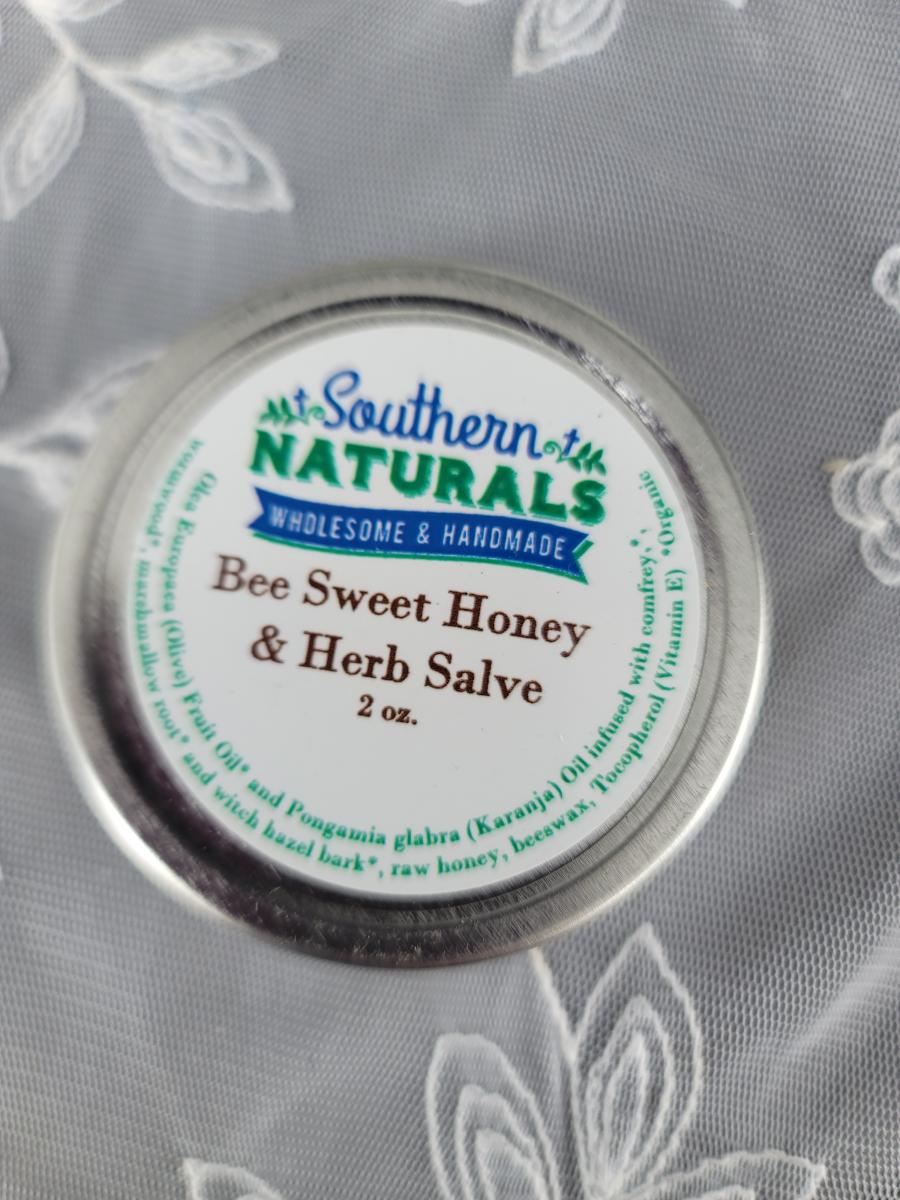 Southern
NATURALS
WHOLESOME & HANDMADE
Bee Sweet Honey
& Herb Salve
2 oz.
Olea Europaea (Olive) Fruit Oil* and Pongamia glabra (Karanja) Oil infused with comfrey*,
wormwood*, marshmallow root* and witch hazel bark*, raw honey, beeswax, Tocopherol (Vitamin E) *Organic